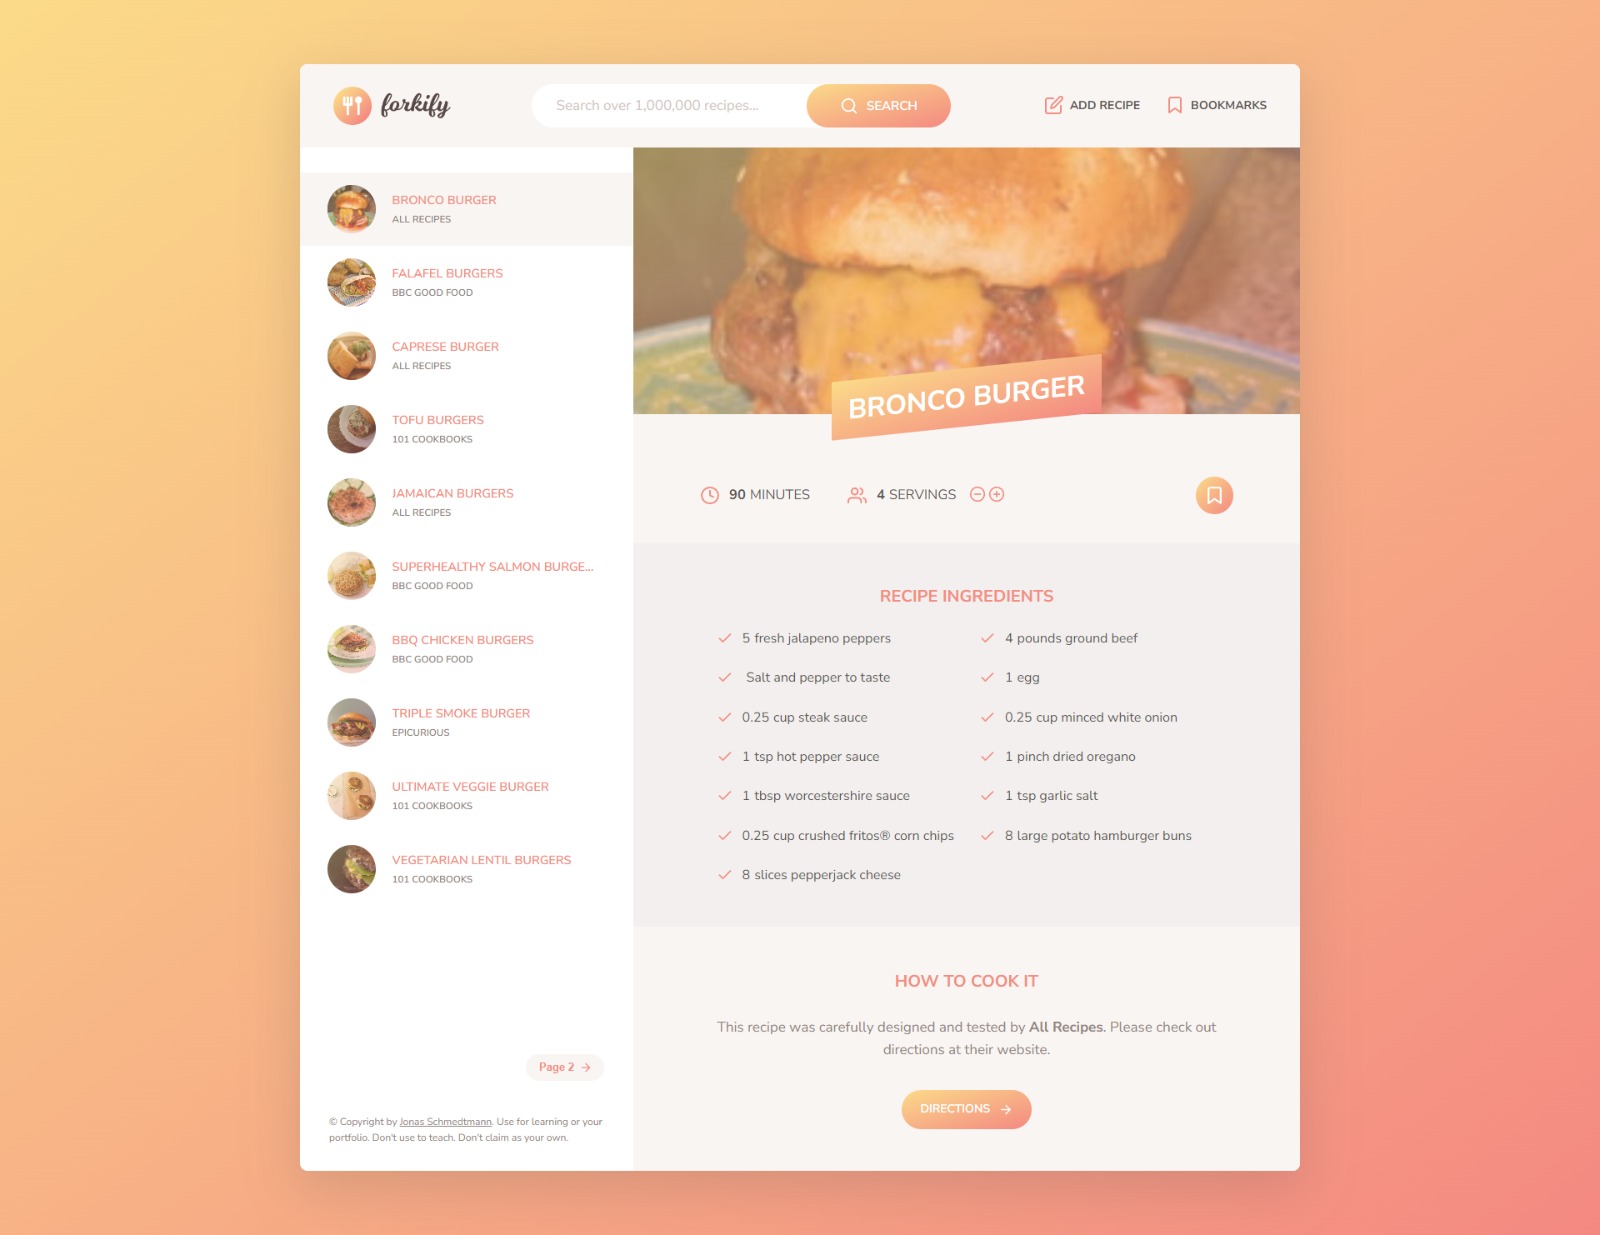 forkify
Search over 1,000,000 recipes...
SEARCH
ADD RECIPE
BOOKMARKS
BRONCO BURGER
ALL RECIPES
FALAFEL BURGERS
BBC GOOD FOOD
CAPRESE BURGER
ALL RECIPES
TOFU BURGERS
101 COOKBOOKS
JAMAICAN BURGERS
ALL RECIPES
SUPERHEALTHY SALMON BURGE...
BBC GOOD FOOD
BBQ CHICKEN BURGERS
BBC GOOD FOOD
TRIPLE SMOKE BURGER
EPICURIOUS
ULTIMATE VEGGIE BURGER
101 COOKBOOKS
VEGETARIAN LENTIL BURGERS
101 COOKBOOKS
Page 2
© Copyright by Jonas Schmedtmann. Use for learning or your
portfolio. Don't use to teach. Don't claim as your own.
BRONCO BURGER
90 MINUTES
4 SERVINGS
RECIPE INGREDIENTS
5 fresh jalapeno peppers
4 pounds ground beef
Salt and pepper to taste
1 egg
0.25 cup steak sauce
0.25 cup minced white onion
1 tsp hot pepper sauce
1 pinch dried oregano
1 tbsp worcestershire sauce
1 tsp garlic salt
0.25 cup crushed fritos® corn chips
8 large potato hamburger buns
8 slices pepperjack cheese
HOW TO COOK IT
This recipe was carefully designed and tested by All Recipes. Please check out
directions at their website.
DIRECTIONS